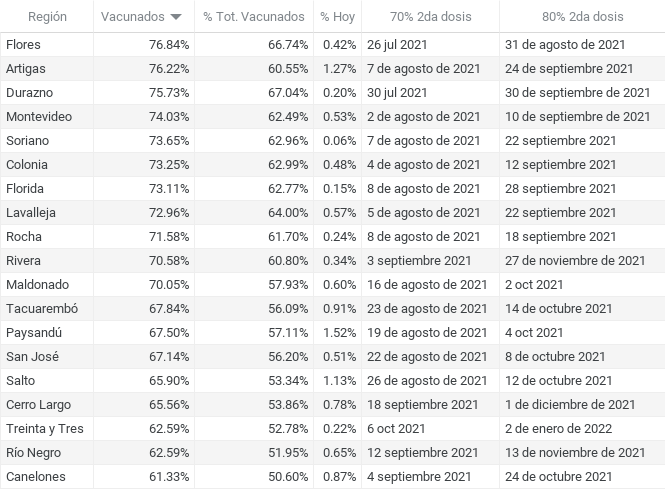 Región Vacunados % Tot. Vacunados % Hoy 70% 2da dosis 80% 2da dosis
Flores 76.84% 66.74% 0.42% 26 jul 2021 31 de agosto de 2021
Artigas 76.22% 60.55% 1.27% 7 de agosto de 2021 24 de septiembre 2021
Durazno 75.73% 67.04% 0.20% 30 jul 2021 30 de septiembre de 2021
Montevideo 74.03% 62.49% 0.53% 2 de agosto de 2021 10 de septiembre de 2021
Soriano 73.65% 62.96% 0.06% 7 de agosto de 2021 22 septiembre 2021
Colonia 73.25% 62.99% 0.48% 4 de agosto de 2021 12 septiembre 2021
Florida 73.11% 62.77% 0.15% 8 de agosto de 2021 28 septiembre 2021
Lavalleja 72.96% 64.00% 0.57% 5 de agosto de 2021 22 septiembre 2021
Rocha 71.58% 61.70% 0.24% 8 de agosto de 2021 18 septiembre 2021
Rivera 70.58% 60.80% 0.34% 3 septiembre 2021 27 de noviembre de 2021
Maldonado 70.05% 57.93% 0.60% 16 de agosto de 2021 2 oct 2021
Tacuarembó 67.84% 56.09% 0.91% 23 de agosto de 2021 14 de octubre 2021
Paysandú 67.50% 57.11% 1.52% 19 de agosto de 2021 4 oct 2021
San José 67.14% 56.20% 0.51% 22 de agosto de 2021 8 de octubre 2021
Salto 65.90% 53.34% 1.13% 26 de agosto de 2021 12 de octubre 2021
Cerro Largo 65.56% 53.86% 0.78% 18 septiembre 2021 1 de diciembre de 2021
Treinta y Tres 62.59% 52.78% 0.22% 6 oct 2021 2 de enero de 2022
Río Negro 62.59% 51.95% 0.65% 12 septiembre 2021 13 de noviembre de 2021
Canelones 61.33% 50.60% 0.87% 4 septiembre 2021 24 de octubre 2021